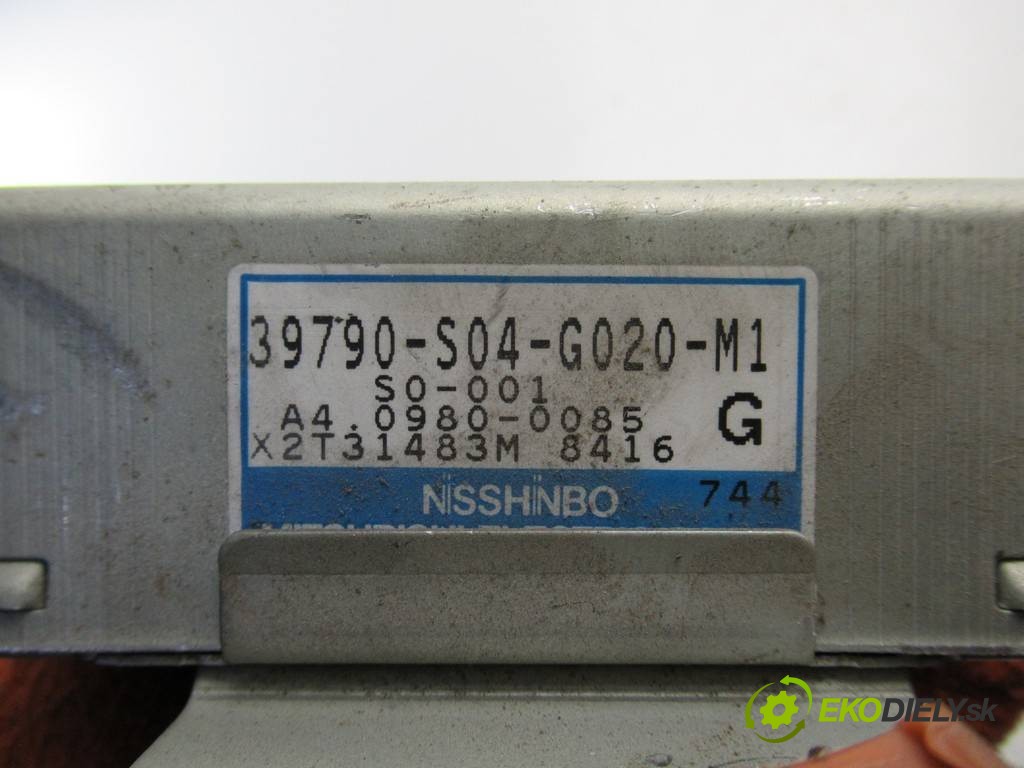 39790-S04-G020-M1
S0-001
A4.0980-0085 G
X2T31483M 8416
NISSHINBO 744
EKODIELY.sk